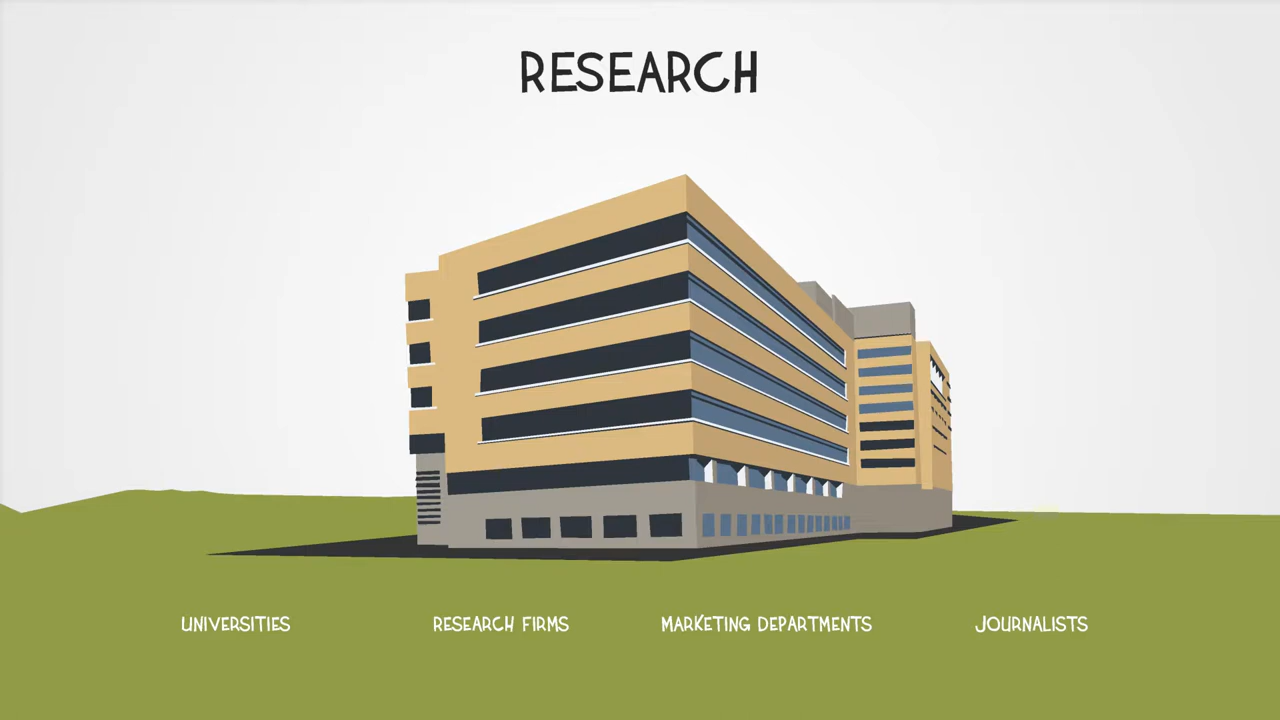 RESEARCH
UNIVERSITIES
RESEARCH FIRMS
MARKETING DEPARTMENTS
JOURNALISTS